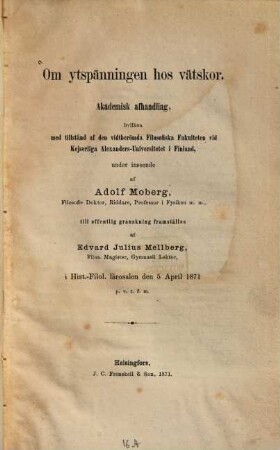 Om ytspänningen hos vätskor.
Akademisk afhandling,
hvilken
med tillstånd af den vidtberömda Filosofiska Fakulteten vid
Kejserliga Alexanders-Universitetet i Finland,
under inseende
af
Adolf Moberg,
Filosofie Doktor, Riddare, Professor i Fysiken m. m.,
till offentlig granskning framställes
af
Edvard Julius Mellberg,
Filos. Magister, Gymnasii Lektor,
i Hist.-Filol. lärosalen den 5 April 1871
p. v. t. f. m.
Helsingfors,
J. C. Frenckell & Son, 1871.